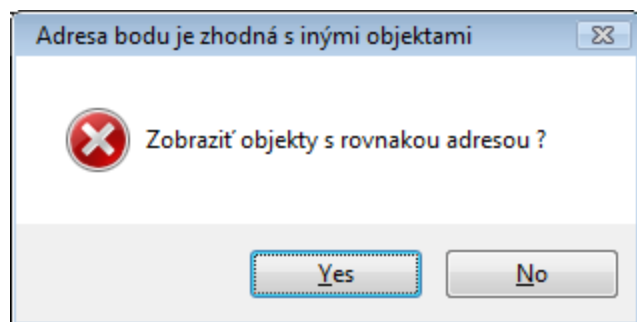 Adresa bodu je zhodná s inými objektami
Zobraziť objekty s rovnakou adresou ?
Yes
No